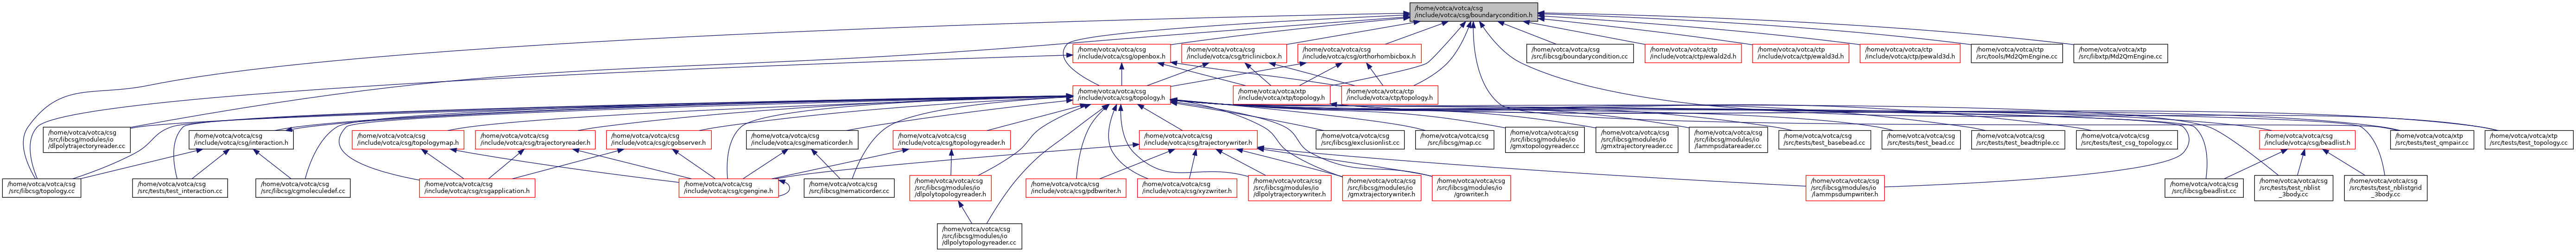 /home/votca/votca/csg
/include/votca/csg/boundarycondition.h
/home/votca/votca/csg
/include/votca/csg/openbox.h
/home/votca/votca/csg
/include/votca/csg/triclinicbox.h
/home/votca/votca/csg
/include/votca/csg/orthorhombicbox.h
/home/votca/votca/csg
/src/libcsg/boundarycondition.cc
/home/votca/votca/ctp
/include/votca/ctp/ewald2d.h
/home/votca/votca/ctp
/include/votca/ctp/ewald3d.h
/home/votca/votca/ctp
/include/votca/ctp/pewald3d.h
/home/votca/votca/ctp
/src/tools/Md2QmEngine.cc
/home/votca/votca/xtp
/src/libxtp/Md2QmEngine.cc
/home/votca/votca/csg
/include/votca/csg/topology.h
/home/votca/votca/xtp
/include/votca/xtp/topology.h
/home/votca/votca/ctp
/include/votca/ctp/topology.h
/home/votca/votca/csg
/src/libcsg/modules/io
/dlpolytrajectoryreader.cc
/home/votca/votca/csg
/include/votca/csg/interaction.h
/home/votca/votca/csg
/include/votca/csg/topologymap.h
/home/votca/votca/csg
/include/votca/csg/trajectoryreader.h
/home/votca/votca/csg
/include/votca/csg/cgobserver.h
/home/votca/votca/csg
/include/votca/csg/nematicorder.h
/home/votca/votca/csg
/include/votca/csg/topologyreader.h
/home/votca/votca/csg
/include/votca/csg/trajectorywriter.h
/home/votca/votca/csg
/src/libcsg/exclusionlist.cc
/home/votca/votca/csg
/src/libcsg/map.cc
/home/votca/votca/csg
/src/libcsg/modules/io
/gmxtopologyreader.cc
/home/votca/votca/csg
/src/libcsg/modules/io
/gmxtrajectoryreader.cc
/home/votca/votca/csg
/src/libcsg/modules/io
/lammpsdatareader.cc
/home/votca/votca/csg
/src/tests/test_basebead.cc
/home/votca/votca/csg
/src/tests/test_bead.cc
/home/votca/votca/csg
/src/tests/test_beadtriple.cc
/home/votca/votca/csg
/src/tests/test_csg_topology.cc
/home/votca/votca/csg
/include/votca/csg/beadlist.h
/home/votca/votca/xtp
/src/tests/test_qmpair.cc
/home/votca/votca/xtp
/src/tests/test_topology.cc
/home/votca/votca/csg
/src/libcsg/topology.cc
/home/votca/votca/csg
/src/tests/test_interaction.cc
/home/votca/votca/csg
/src/libcsg/cgmoleculedef.cc
/home/votca/votca/csg
/include/votca/csg/csgapplication.h
/home/votca/votca/csg
/include/votca/csg/cgengine.h
/home/votca/votca/csg
/src/libcsg/nematicorder.cc
/home/votca/votca/csg
/src/libcsg/modules/io
/dlpolytopologyreader.h
/home/votca/votca/csg
/include/votca/csg/pdbwriter.h
/home/votca/votca/csg
/include/votca/csg/xyzwriter.h
/home/votca/votca/csg
/src/libcsg/modules/io
/dlpolytrajectorywriter.h
/home/votca/votca/csg
/src/libcsg/modules/io
/gmxtrajectorywriter.h
/home/votca/votca/csg
/src/libcsg/modules/io
/growriter.h
/home/votca/votca/csg
/src/libcsg/modules/io
/lammpsdumpwriter.h
/home/votca/votca/csg
/src/libcsg/beadlist.cc
/home/votca/votca/csg
/src/tests/test_nblist
_3body.cc
/home/votca/votca/csg
/src/tests/test_nblistgrid
_3body.cc
/home/votca/votca/csg
/src/libcsg/modules/io
/dlpolytopologyreader.cc